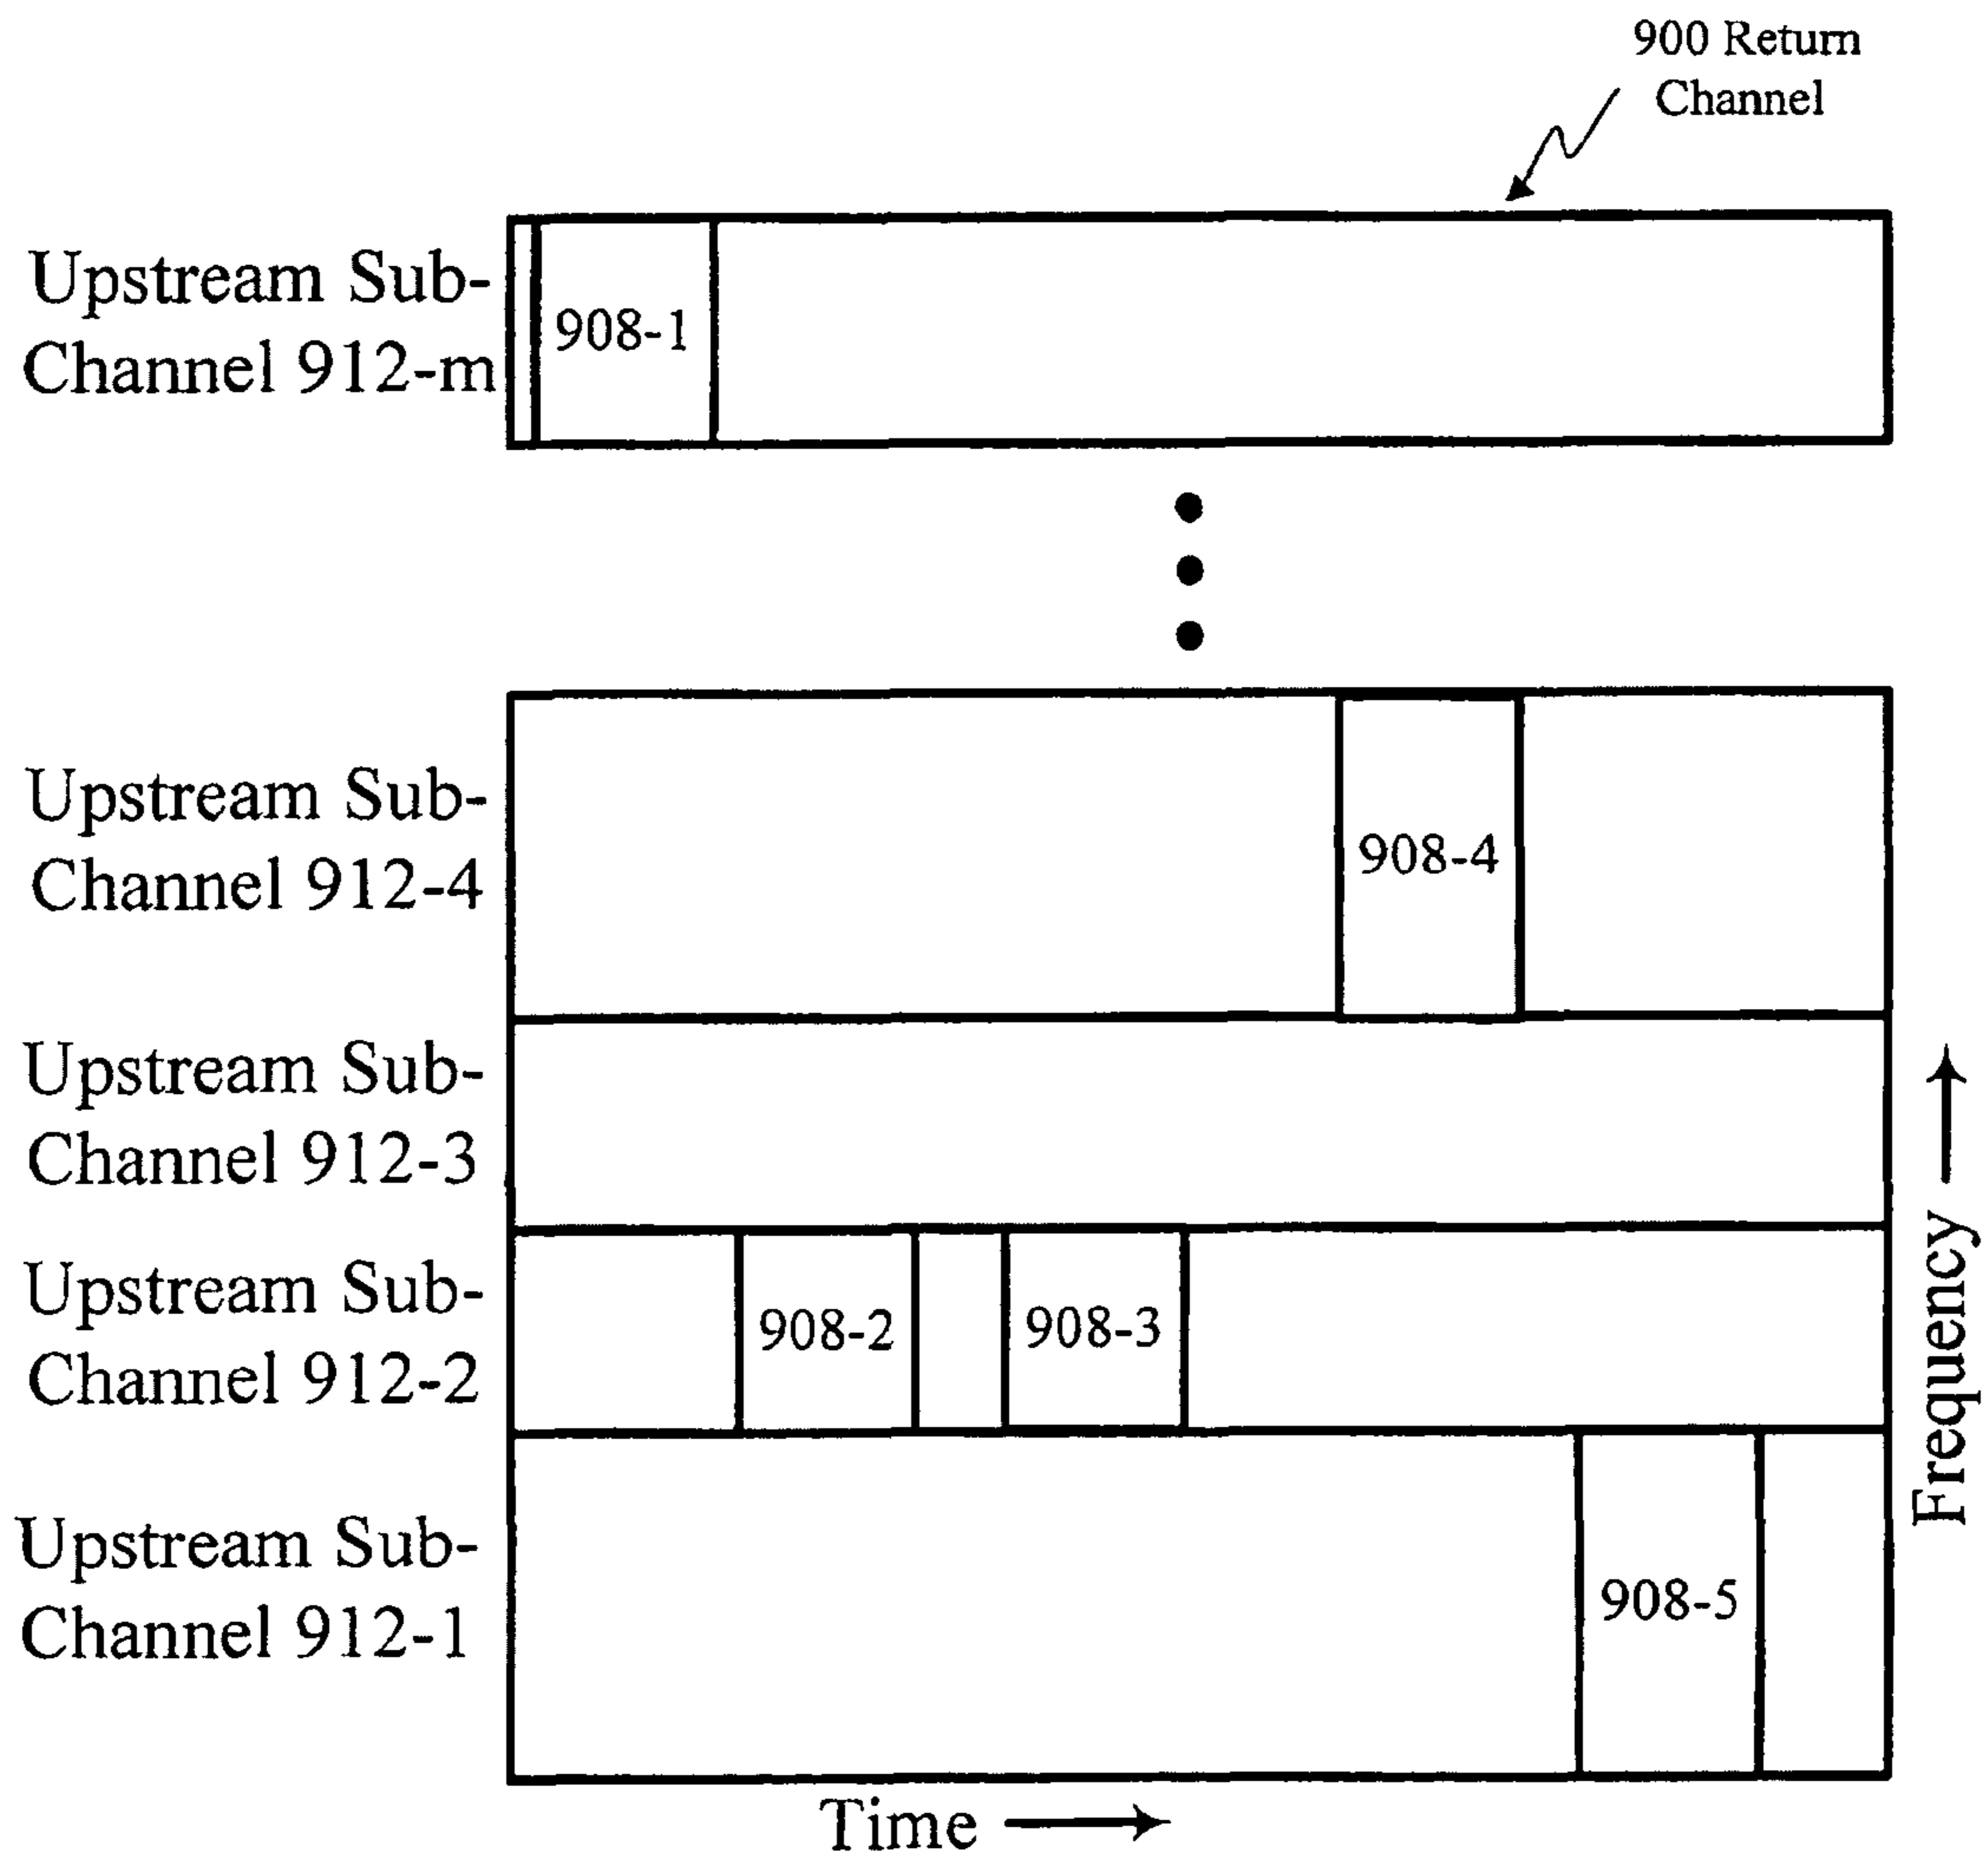 900 Return
Channel
Upstream Sub-
Channel 912-m
908-1
Upstream Sub-
Channel 912-4
908-4
Upstream Sub-
Channel 912-3
Upstream Sub-
Channel 912-2
908-2
908-3
Upstream Sub-
Channel 912-1
908-5
Frequency
Time